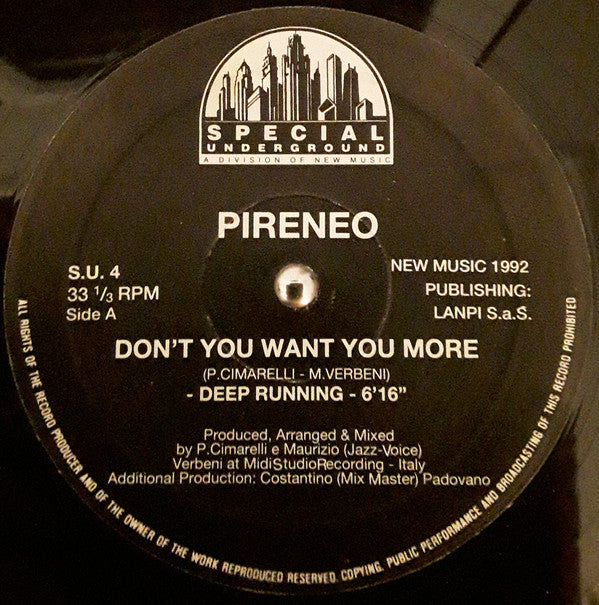 SPECIAL
UNDERGROUND
A DIVISION OF NEW MUSIC
PIRENEO
S.U. 4
33 1/3 RPM
Side A
NEW MUSIC 1992
PUBLISHING:
LANPI S.a.S.
DON'T YOU WANT YOU MORE
(P.CIMARELLI - M.VERBENI)
- DEEP RUNNING - 6'16"
Produced, Arranged & Mixed
by P.Cimarelli e Maurizio (Jazz-Voice)
Verbeni at MidiStudioRecording - Italy
Additional Production: Costantino (Mix Master) Padovano
ALL RIGHTS OF THE RECORD PRODUCER AND OF THE OWNER OF THE WORK REPRODUCED RESERVED. COPYING, PUBLIC PERFORMANCE AND BROADCASTING OF THIS RECORD PROHIBITED